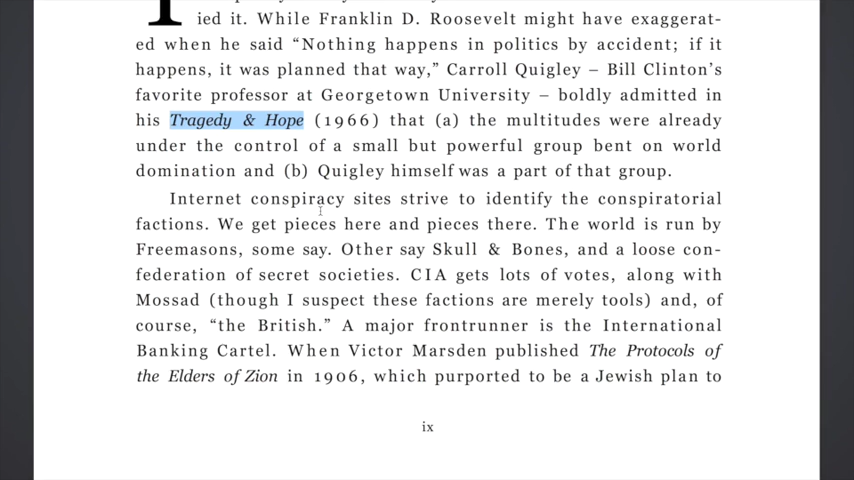 ied it. While Franklin D. Roosevelt might have exaggerat-
ed when he said “Nothing happens in politics by accident; if it
happens, it was planned that way,” Carroll Quigley – Bill Clinton’s
favorite professor at Georgetown University – boldly admitted in
his Tragedy & Hope (1966) that (a) the multitudes were already
under the control of a small but powerful group bent on world
domination and (b) Quigley himself was a part of that group.
Internet conspiracy sites strive to identify the conspiratorial
factions. We get pieces here and pieces there. The world is run by
Freemasons, some say. Other say Skull & Bones, and a loose con-
federation of secret societies. CIA gets lots of votes, along with
Mossad (though I suspect these factions are merely tools) and, of
course, “the British.” A major frontrunner is the International
Banking Cartel. When Victor Marsden published The Protocols of
the Elders of Zion in 1906, which purported to be a Jewish plan to
ix